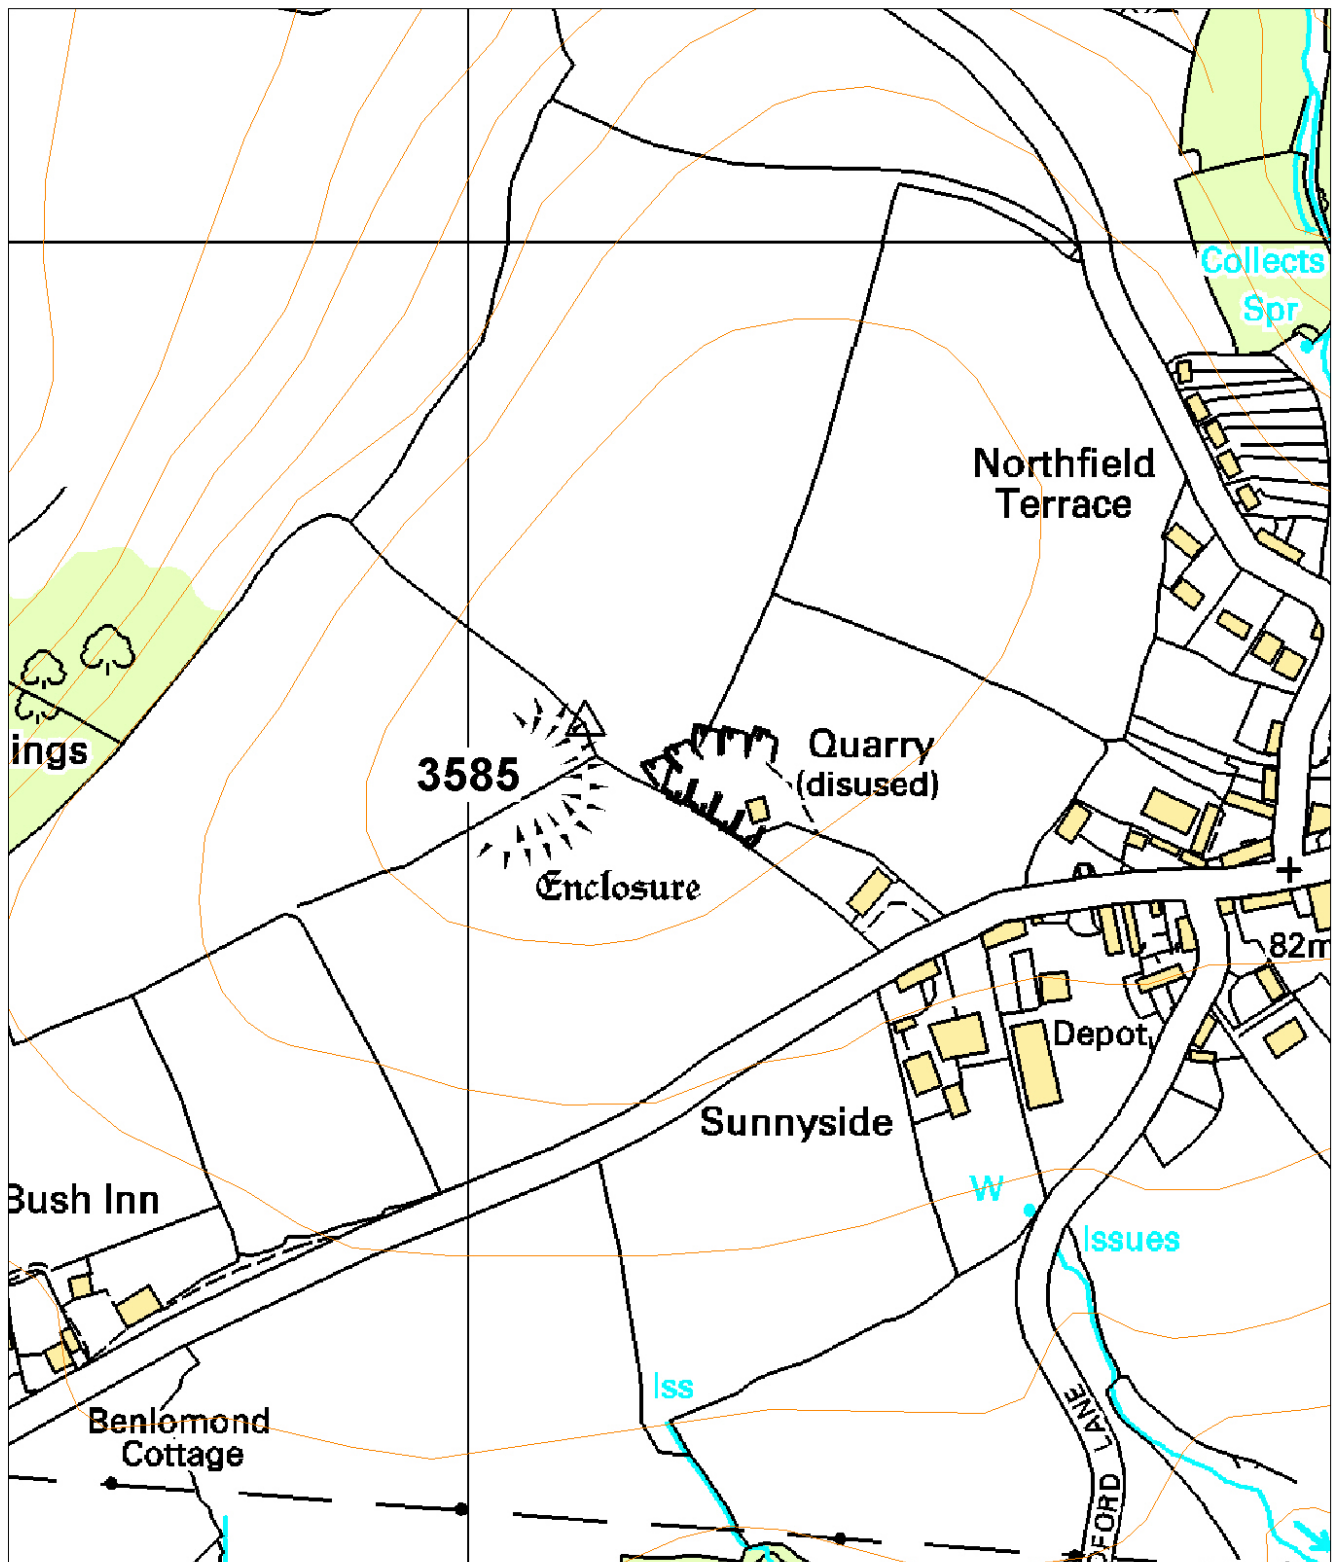 Collects
Spr
Northfield
Terrace
ings
3585
Quarry
(disused)
Enclosure
82m
Depot
Sunnyside
W
Issues
Bush Inn
Iss
Benlomond
Cottage
LANE
FORD